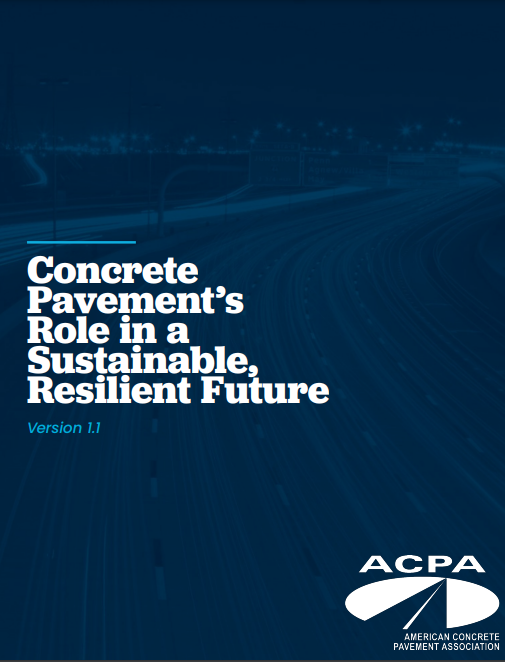 Concrete
Pavement's
Role in a
Sustainable,
Resilient Future
Version 1.1
ACPA
AMERICAN CONCRETE
PAVEMENT ASSOCIATION